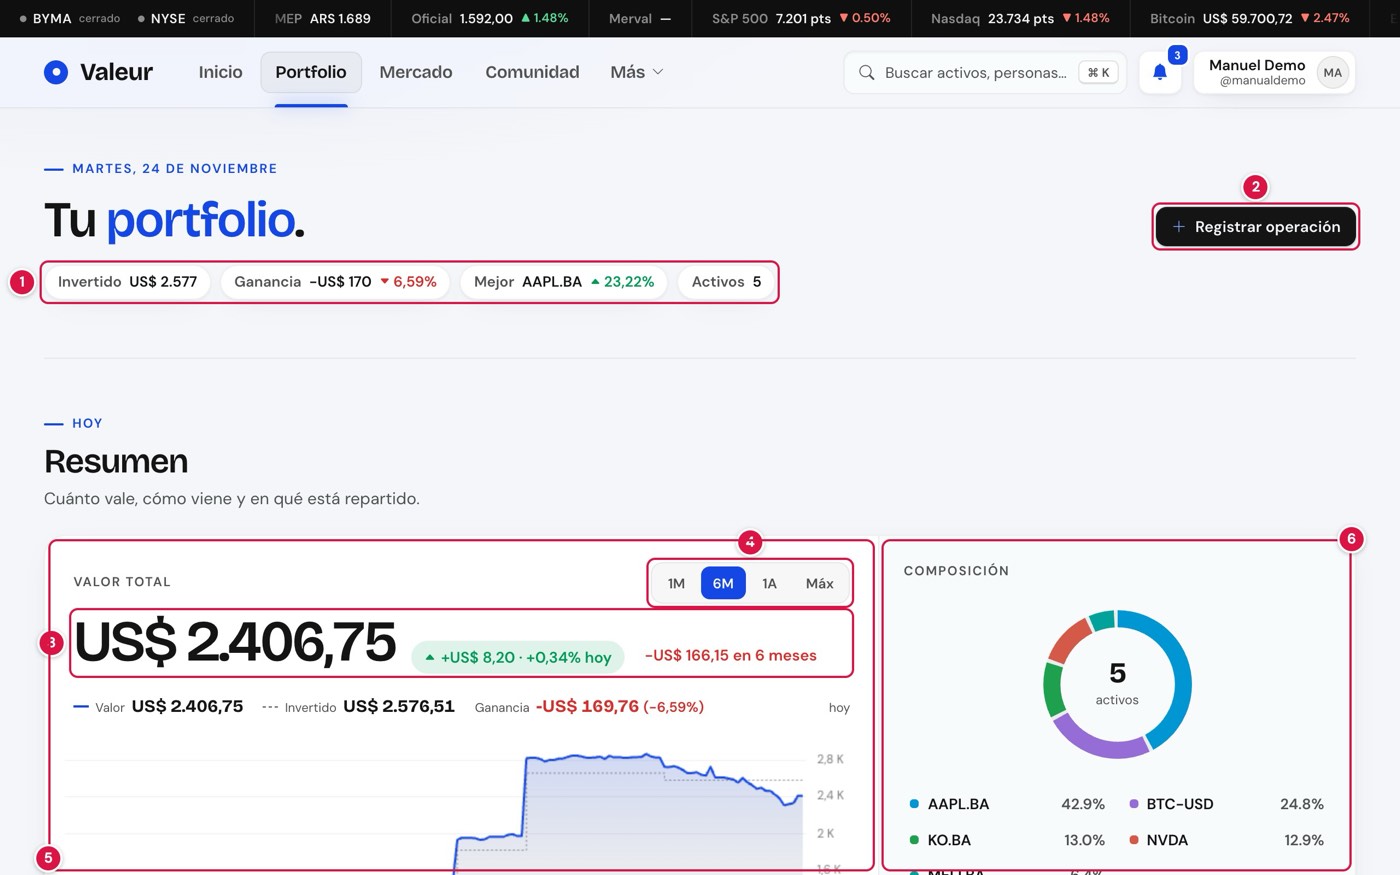 BYMA cerrado NYSE cerrado MEP ARS 1.689 Oficial 1.592,00 ▲ 1.48% Merval — S&P 500 7.201 pts ▼ 0.50% Nasdaq 23.734 pts ▼ 1.48% Bitcoin US$ 59.700,72 ▼ 2.47%
Valeur Inicio Portfolio Mercado Comunidad Más Buscar activos, personas... ⌘ K 3 Manuel Demo MA
@manualdemo
MARTES, 24 DE NOVIEMBRE
2
Tu portfolio.
+ Registrar operación
1 Invertido US$ 2.577 Ganancia -US$ 170 ▼ 6,59% Mejor AAPL.BA ▲ 23,22% Activos 5
HOY
Resumen
Cuánto vale, cómo viene y en qué está repartido.
4 6
VALOR TOTAL 1M 6M 1A Máx
3 US$ 2.406,75 ▲ +US$ 8,20 · +0,34% hoy -US$ 166,15 en 6 meses
Valor US$ 2.406,75 Invertido US$ 2.576,51 Ganancia -US$ 169,76 (-6,59%) hoy
2,8 K
2,4 K
2 K
1,6 K
5
COMPOSICIÓN
5
activos
AAPL.BA 42.9% BTC-USD 24.8%
KO.BA 13.0% NVDA 12.9%
MELI.BA 6.4%